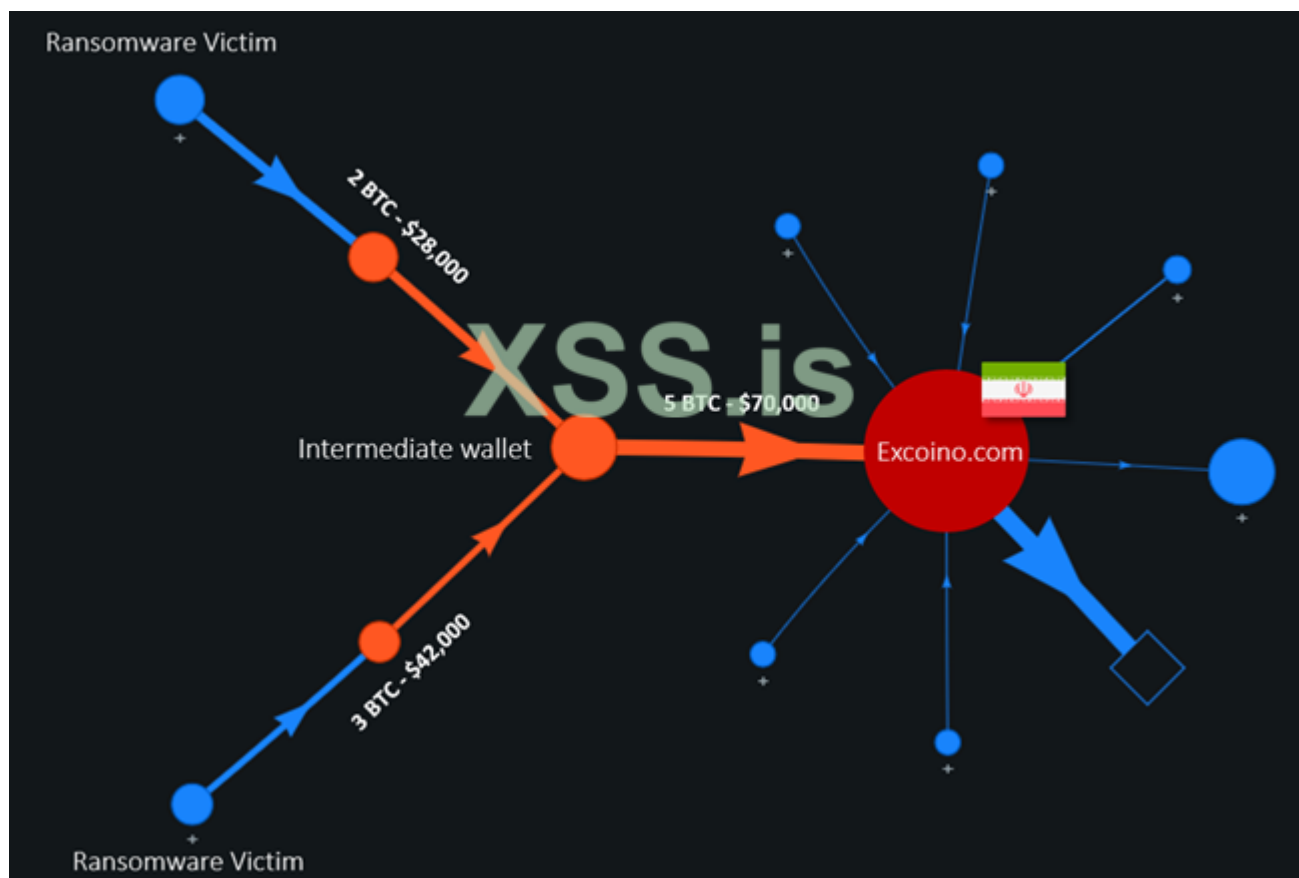 Ransomware Victim
2 BTC - $28,000
XSS.is
5 BTC - $70,000
Intermediate wallet
Excoino.com
3 BTC - $42,000
Ransomware Victim